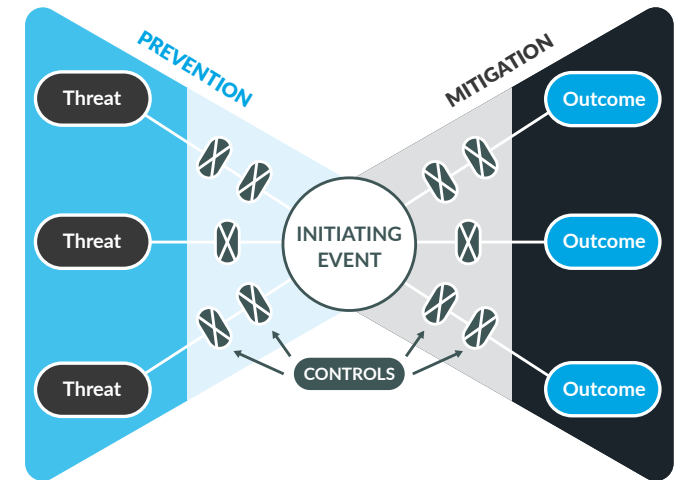 PREVENTION
MITIGATION
Threat
Outcome
Threat
INITIATING
EVENT
Outcome
CONTROLS
Threat
Outcome